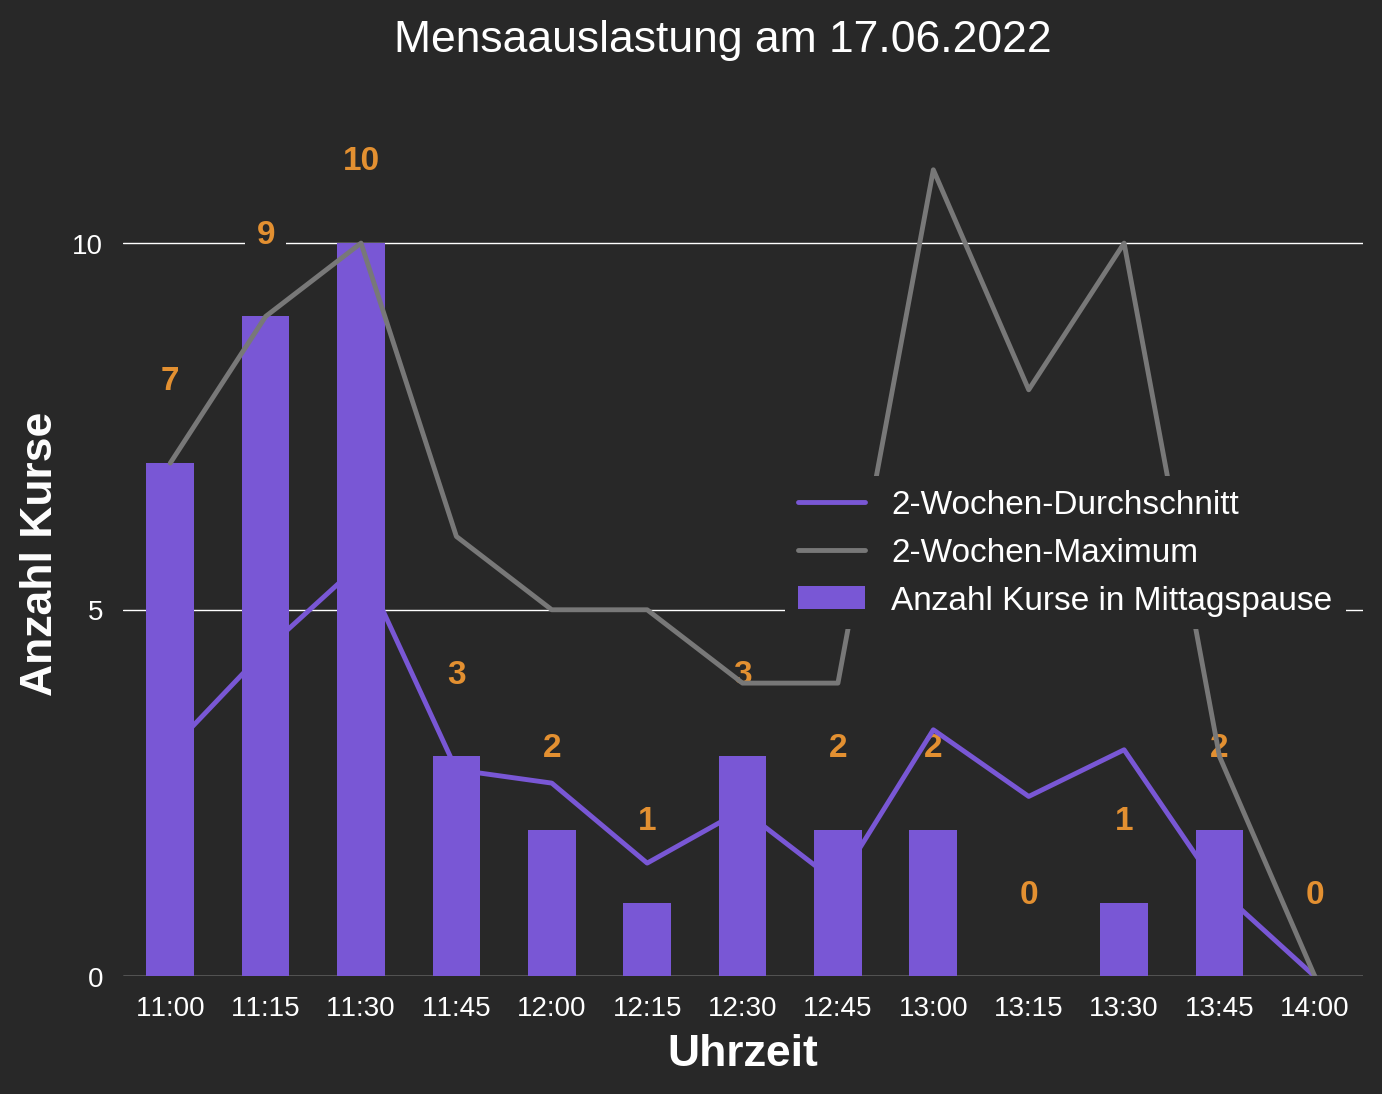 Mensaauslastung am 17.06.2022
10
9
10
7
Anzahl Kurse
2-Wochen-Durchschnitt
2-Wochen-Maximum
Anzahl Kurse in Mittagspause
5
3
3
2
2
2
2
1
1
0
0
0
11:00 11:15 11:30 11:45 12:00 12:15 12:30 12:45 13:00 13:15 13:30 13:45 14:00
Uhrzeit